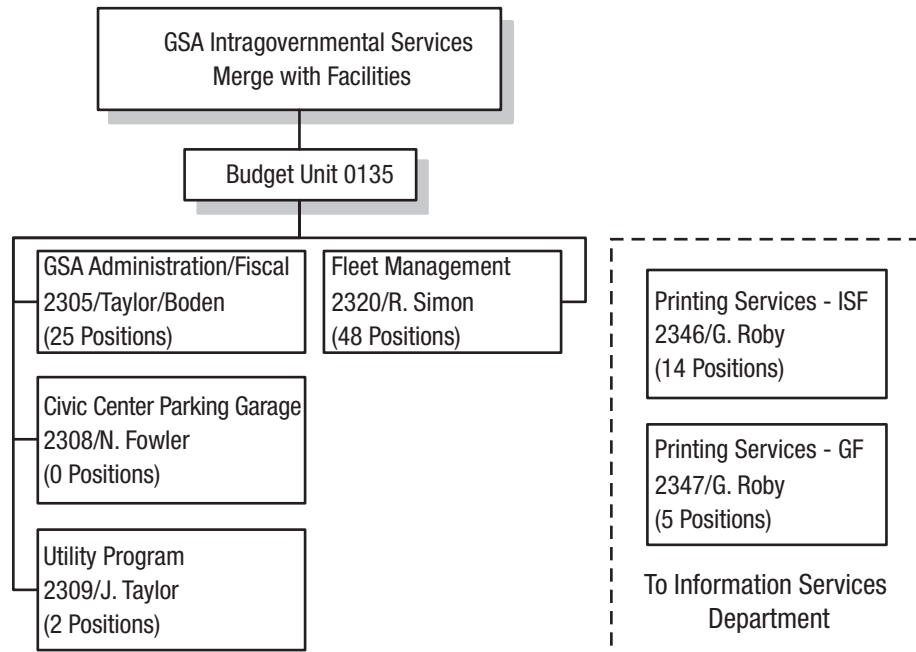 GSA Intragovernmental Services
Merge with Facilities
Budget Unit 0135
GSA Administration/Fiscal
2305/Taylor/Boden
(25 Positions)
Fleet Management
2320/R. Simon
(48 Positions)
Civic Center Parking Garage
2308/N. Fowler
(0 Positions)
Utility Program
2309/J. Taylor
(2 Positions)
Printing Services - ISF
2346/G. Roby
(14 Positions)
Printing Services - GF
2347/G. Roby
(5 Positions)
To Information Services
Department